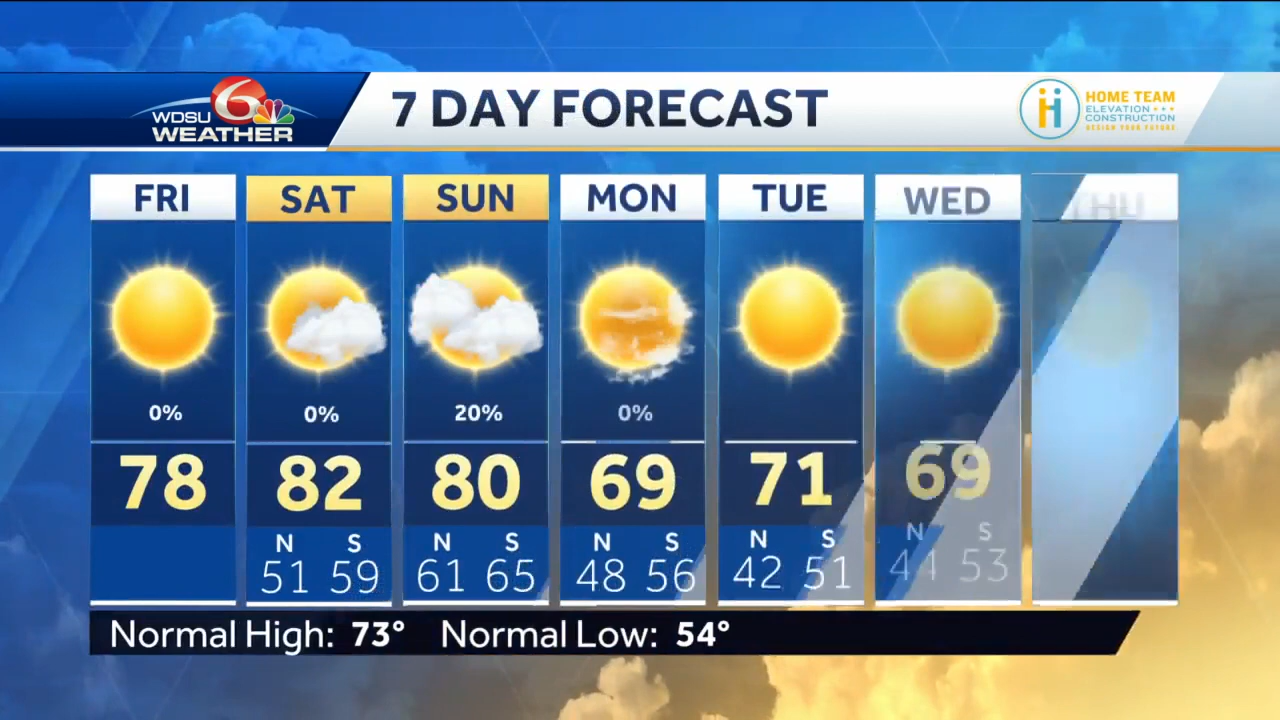 WDSU 6
WEATHER
7 DAY FORECAST
HOME TEAM
ELEVATION
CONSTRUCTION
DESIGN YOUR FUTURE
FRI SAT SUN MON TUE WED THU
0% 0% 20% 0%
78 82 80 69 71 69
N S N S N S N S N S
51 59 61 65 48 56 42 51 44 53
Normal High: 73° Normal Low: 54°